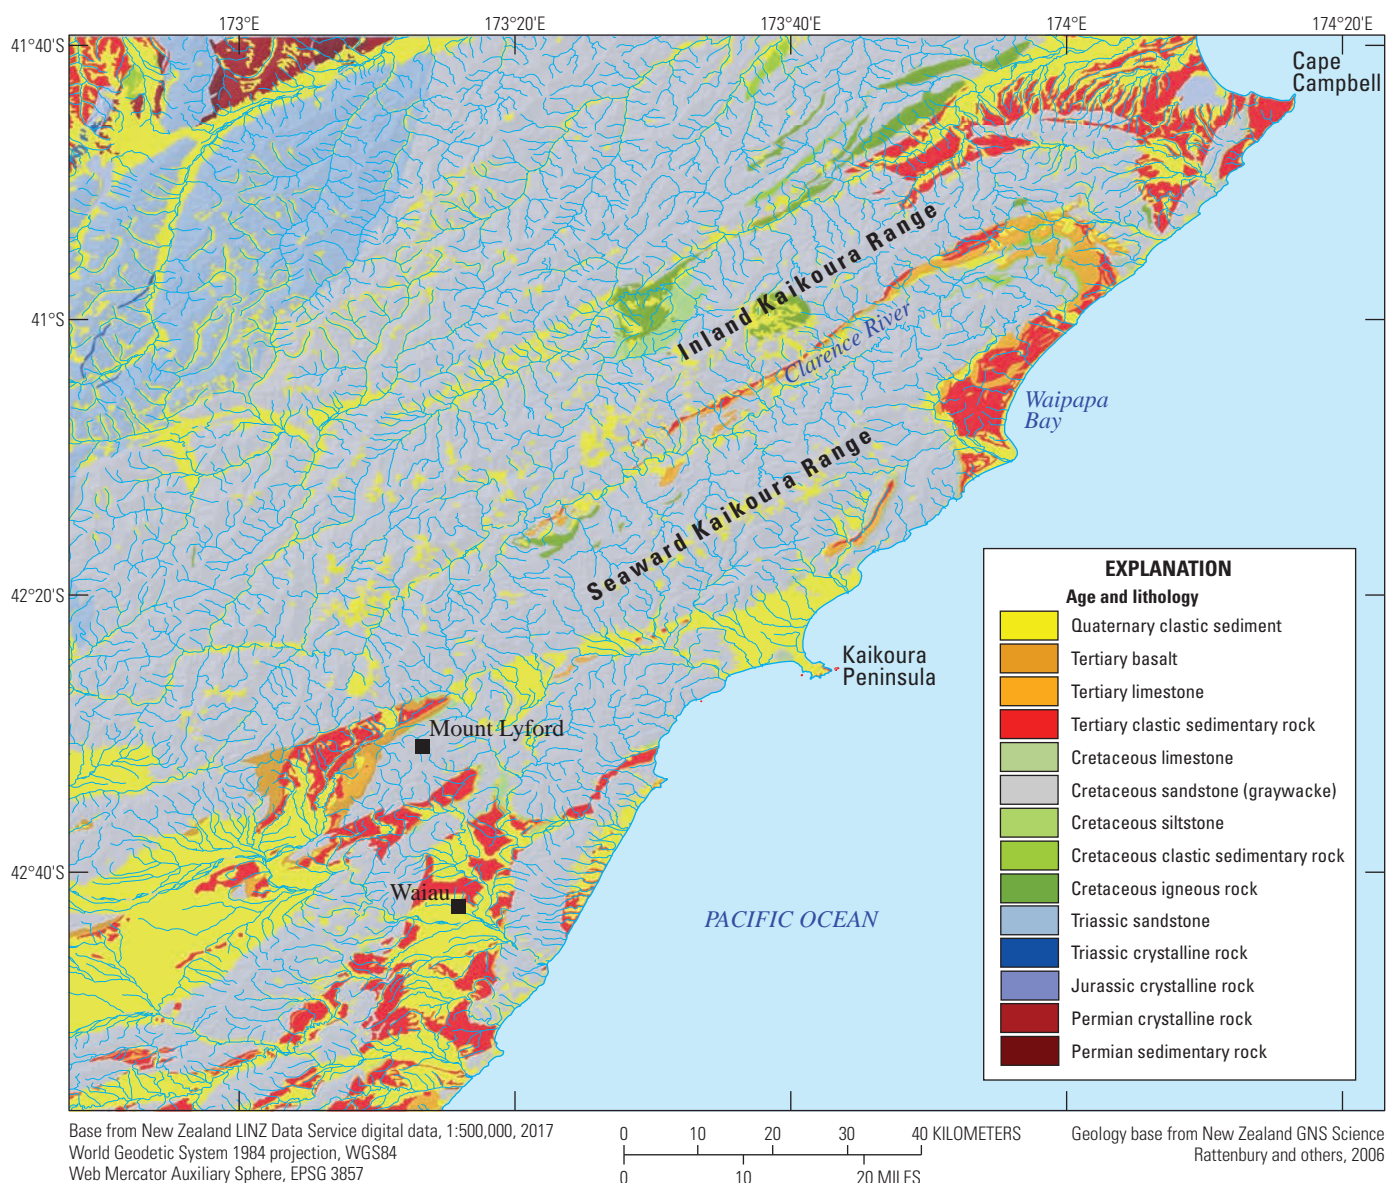 173°E
173°20'E
173°40'E
174°E
174°20'E
41°40'S
41°S
42°20'S
42°40'S
Cape
Campbell
Inland Kaikoura Range
Clarence River
Waipapa
Bay
Seaward Kaikoura Range
Kaikoura
Peninsula
Mount Lyford
Waiau
PACIFIC OCEAN
EXPLANATION
Age and lithology
Quaternary clastic sediment
Tertiary basalt
Tertiary limestone
Tertiary clastic sedimentary rock
Cretaceous limestone
Cretaceous sandstone (graywacke)
Cretaceous siltstone
Cretaceous clastic sedimentary rock
Cretaceous igneous rock
Triassic sandstone
Triassic crystalline rock
Jurassic crystalline rock
Permian crystalline rock
Permian sedimentary rock
Base from New Zealand LINZ Data Service digital data, 1:500,000, 2017
World Geodetic System 1984 projection, WGS84
Web Mercator Auxiliary Sphere, EPSG 3857
0 10 20 30 40 KILOMETERS
0 10 20 MILES
Geology base from New Zealand GNS Science
Rattenbury and others, 2006